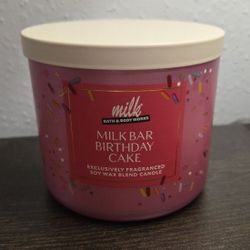 milk
BATH & BODY WORKS
MILK BAR
BIRTHDAY
CAKE
EXCLUSIVELY FRAGRANCED
SOY WAX BLEND CANDLE